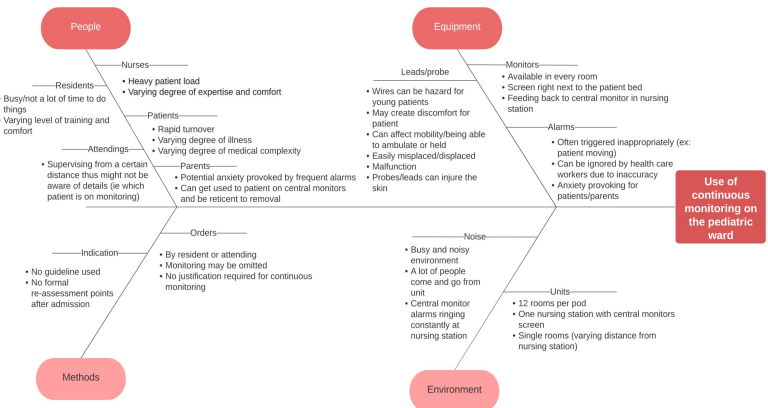 People
Nurses
• Heavy patient load
• Varying degree of expertise and comfort
Residents
• Busy/not a lot of time to do
things
• Varying level of training and
comfort
Patients
• Rapid turnover
• Varying degree of illness
• Varying degree of medical complexity
Attendings
• Supervising from a certain
distance thus might not be
aware of details (ie which
patient is on monitoring)
Parents
• Potential anxiety provoked by frequent alarms
• Can get used to patient on central monitors
and be reticent to removal
Equipment
Leads/probe
• Wires can be hazard for
young patients
• May create discomfort for
patient
• Can affect mobility/being able
to ambulate or held
• Easily misplaced/displaced
• Malfunction
• Probes/leads can injure the
skin
Monitors
• Available in every room
• Screen right next to the patient bed
• Feeding back to central monitor in nursing
station
Alarms
• Often triggered inappropriately (ex:
patient moving)
• Can be ignored by health care
workers due to inaccuracy
• Anxiety provoking for
patients/parents
Use of
continuous
monitoring on
the pediatric
ward
Orders
• By resident or attending
• Monitoring may be omitted
• No justification required for continuous
monitoring
Indication
• No guideline used
• No formal
re-assessment points
after admission
Methods
Noise
• Busy and noisy
environment
• A lot of people
come and go from
unit
• Central monitor
alarms ringing
constantly at
nursing station
Units
• 12 rooms per pod
• One nursing station with central monitors
screen
• Single rooms (varying distance from
nursing station)
Environment